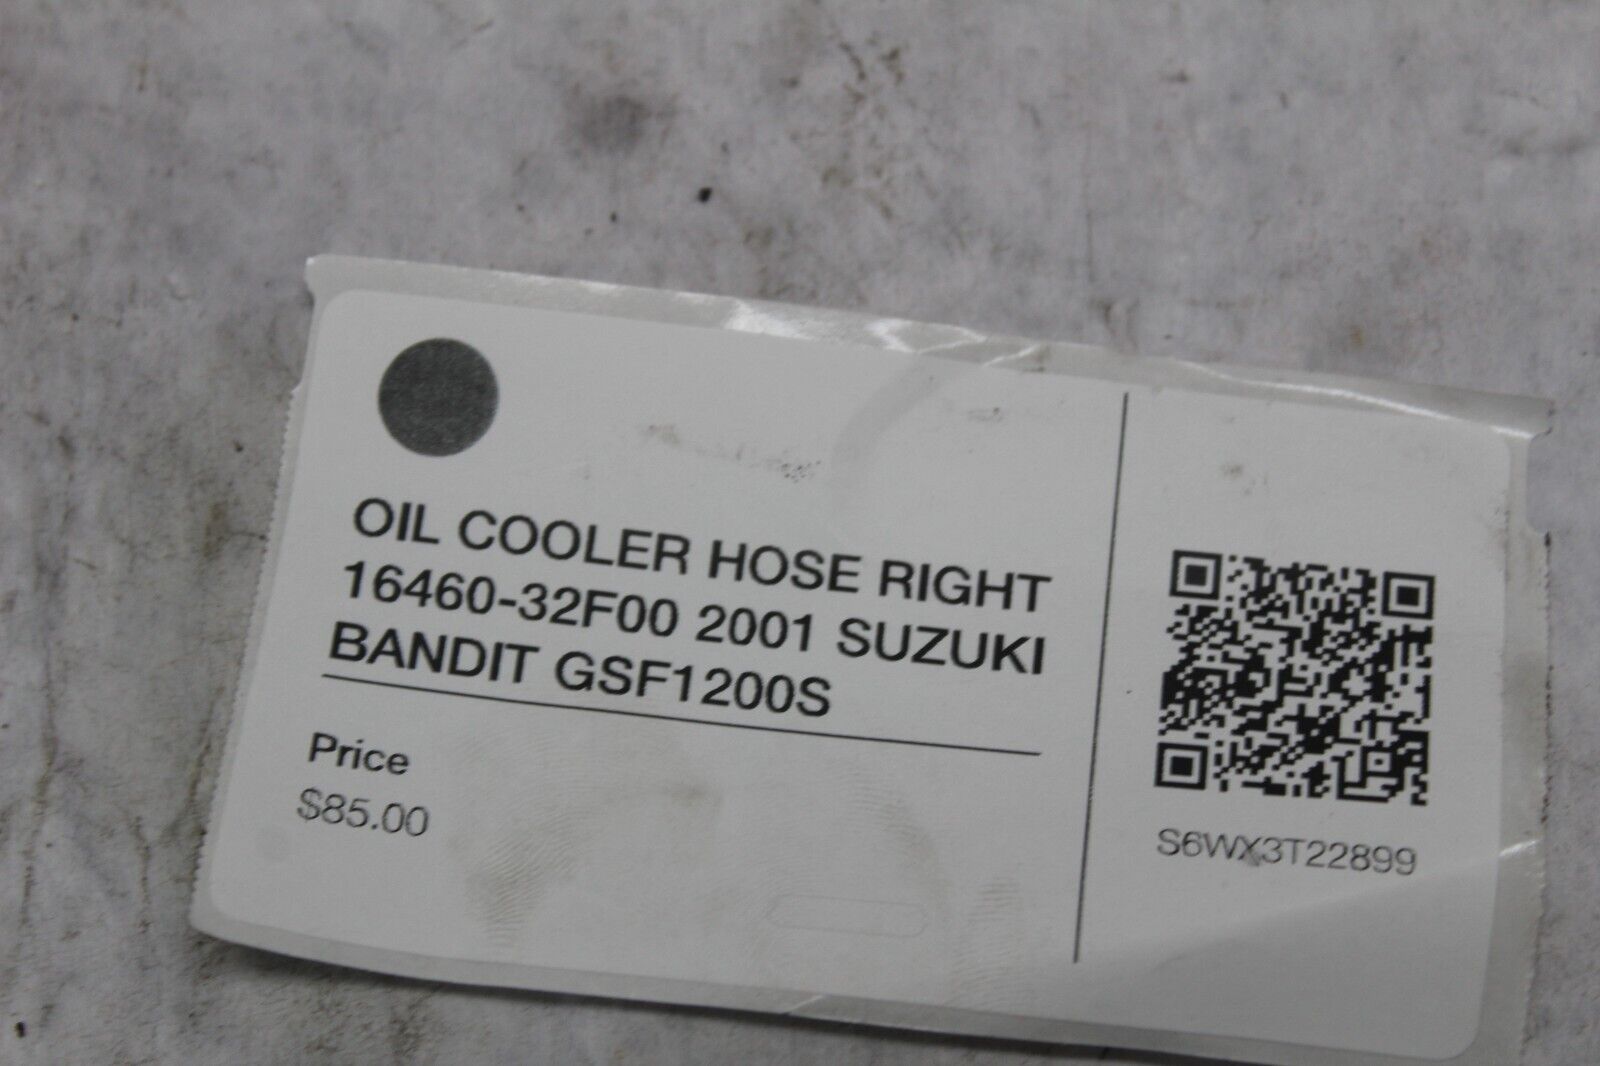 OIL COOLER HOSE RIGHT
16460-32F00 2001 SUZUKI
BANDIT GSF1200S
Price
$85.00
S6WX3T22899